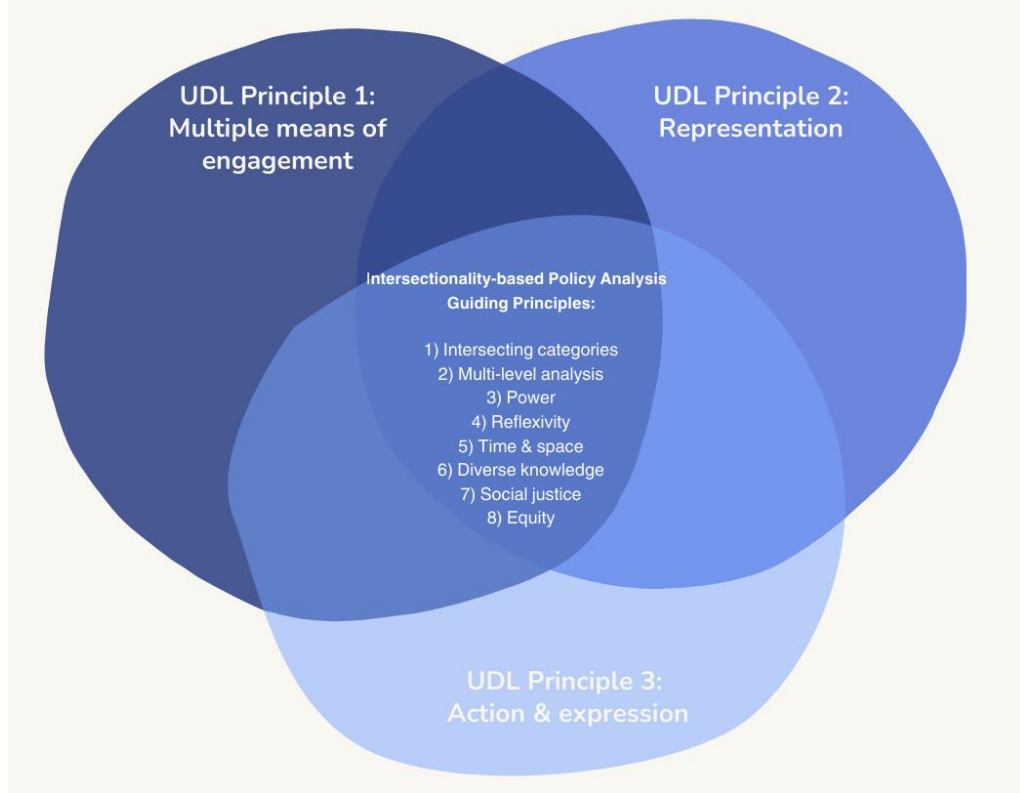 UDL Principle 1:
Multiple means of
engagement
UDL Principle 2:
Representation
Intersectionality-based Policy Analysis
Guiding Principles:
1) Intersecting categories
2) Multi-level analysis
3) Power
4) Reflexivity
5) Time & space
6) Diverse knowledge
7) Social justice
8) Equity
UDL Principle 3:
Action & expression